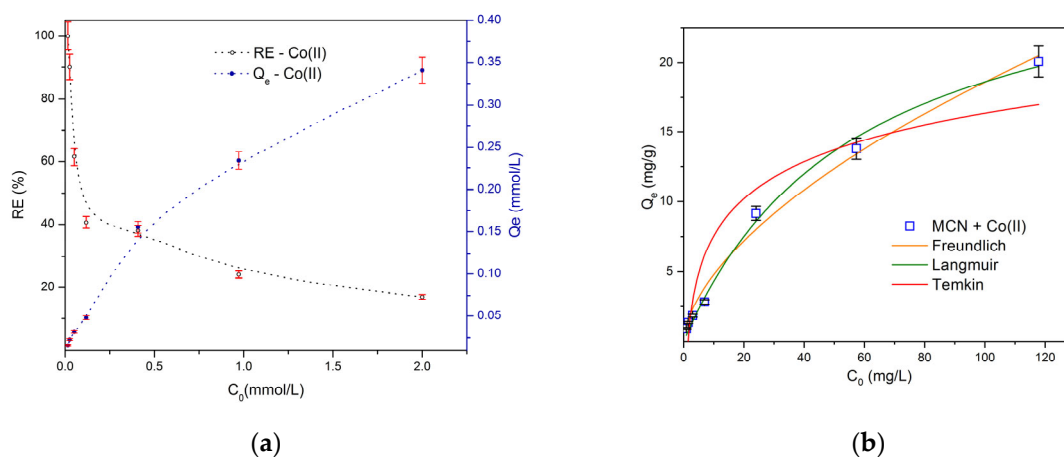 100
80
60
40
20
RE (%)
0.40
0.35
0.30
0.25
0.20
0.15
0.10
0.05
Qe (mmol/L)
RE - Co(II)
Qe - Co(II)
0.0 0.5 1.0 1.5 2.0
C0(mmol/L)
(a)
20
15
10
5
Qe (mg/g)
MCN + Co(II)
Freundlich
Langmuir
Temkin
0 20 40 60 80 100 120
C0 (mg/L)
(b)